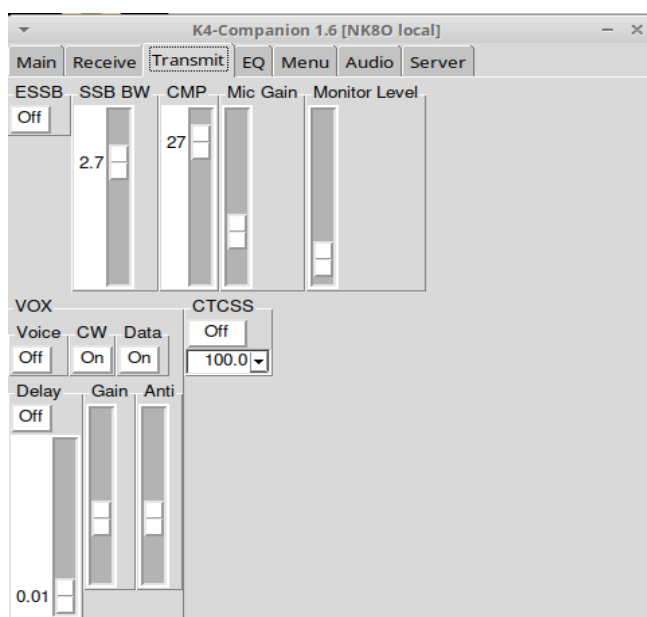 K4-Companion 1.6 [NK8O local]
Main Receive Transmit EQ Menu Audio Server
ESSB SSB BW CMP Mic Gain Monitor Level
Off
27
2.7
VOX CTCSS
Voice CW Data Off
Off On On 100.0
Delay Gain Anti
Off
0.01